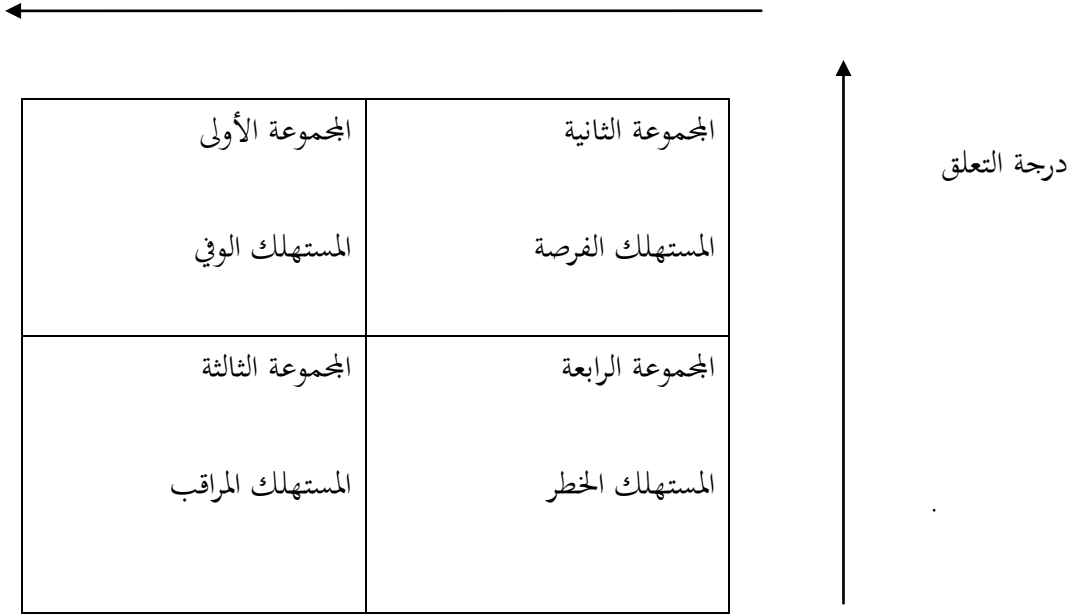 درجة التعلق
المجموعة الثانية
المجموعة الأولى
المستهلك الفرصة
المستهلك الوفي
المجموعة الرابعة
المجموعة الثالثة
المستهلك الخطر
المستهلك المراقب
.